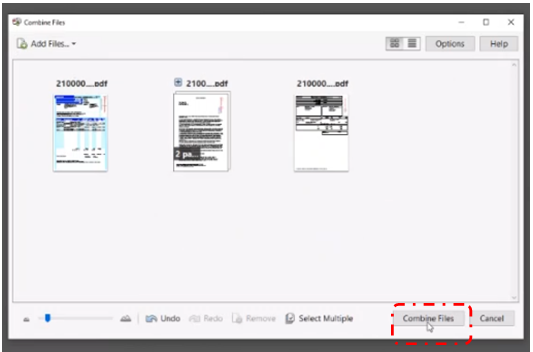 Combine Files
Add Files...
Options
Help
210000....pdf
2100....pdf
210000....pdf
2 pa...
Undo
Redo
Remove
Select Multiple
Combine Files
Cancel